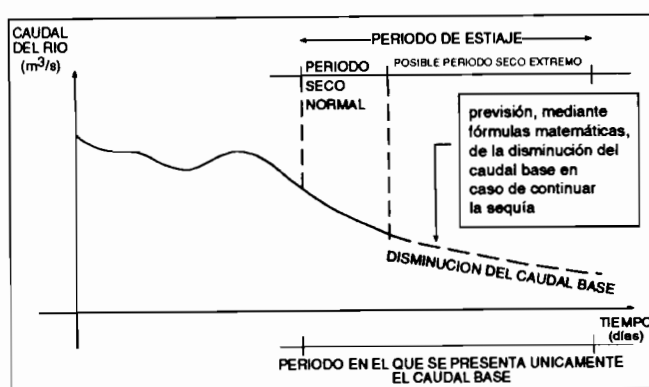 CAUDAL
DEL RIO
(m³/s)
PERIODO DE ESTIAJE
PERIODO
SECO
NORMAL
POSIBLE PERIODO SECO EXTREMO
previsión, mediante
fórmulas matemáticas,
de la disminución del
caudal base en
caso de continuar
la sequía
DISMINUCION DEL CAUDAL BASE
TIEMPO
(días)
PERIODO EN EL QUE SE PRESENTA UNICAMENTE
EL CAUDAL BASE